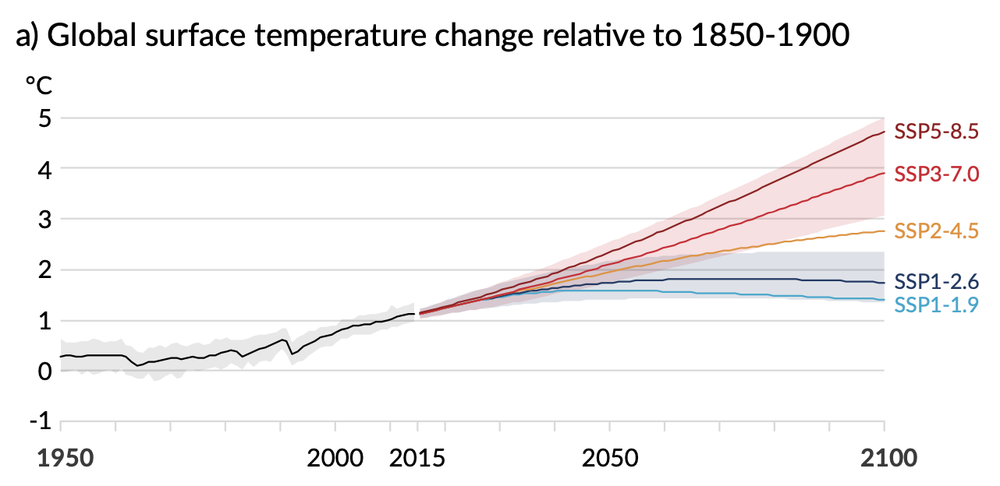 a) Global surface temperature change relative to 1850-1900
°C
5
SSP5-8.5
4
SSP3-7.0
3
SSP2-4.5
2
SSP1-2.6
SSP1-1.9
1
0
-1
1950 2000 2015 2050 2100